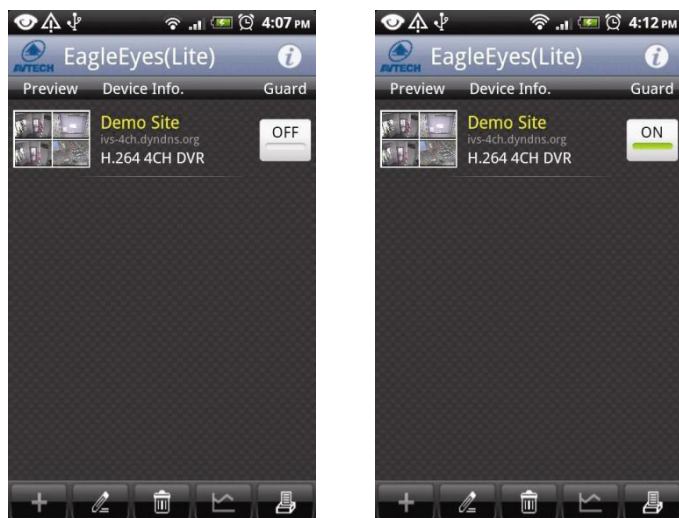 4:07 PM
AVTECH
EagleEyes(Lite)
i
Preview Device Info. Guard
Demo Site
ivs-4ch.dyndns.org
H.264 4CH DVR
OFF
4:12 PM
AVTECH
EagleEyes(Lite)
i
Preview Device Info. Guard
Demo Site
ivs-4ch.dyndns.org
H.264 4CH DVR
ON